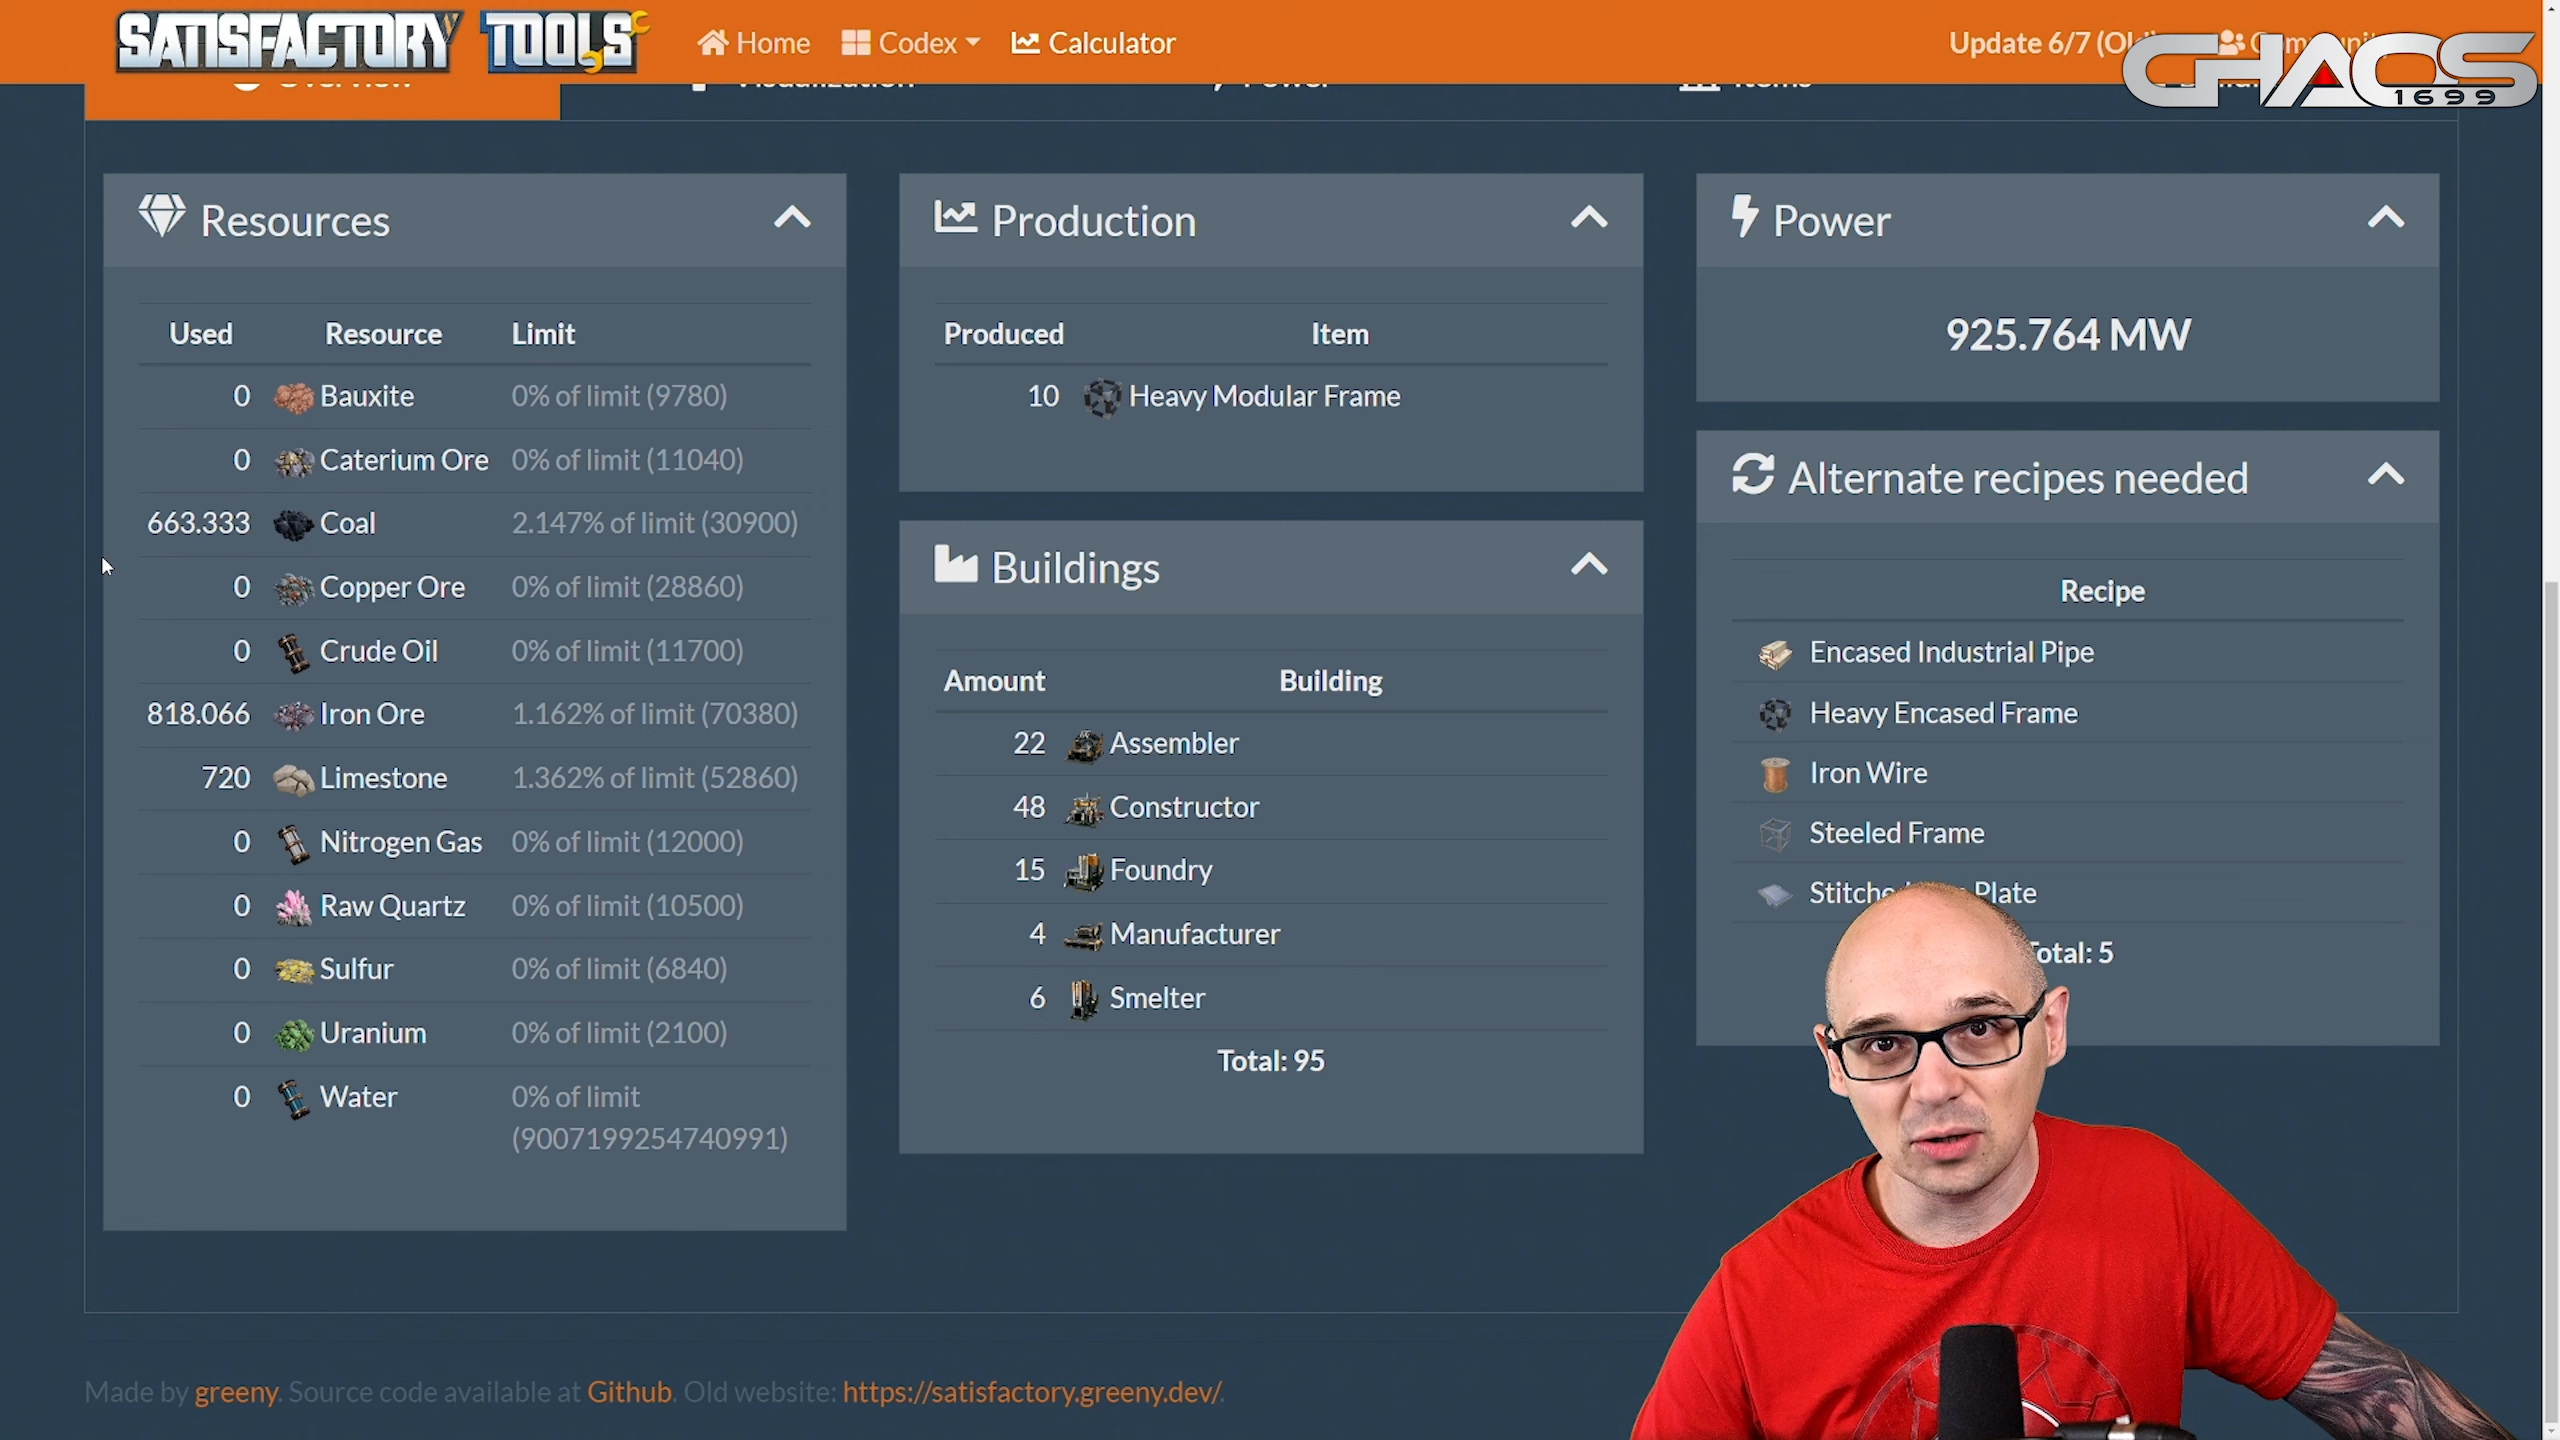 SATISFACTORY TOOLS
Home
Codex
Calculator
Update 6/7
CHAOS
1699
Overview
Visualization
Power
Items
Resources
Used Resource Limit
0 Bauxite 0% of limit (9780)
0 Caterium Ore 0% of limit (11040)
663.333 Coal 2.147% of limit (30900)
0 Copper Ore 0% of limit (28860)
0 Crude Oil 0% of limit (11700)
818.066 Iron Ore 1.162% of limit (70380)
720 Limestone 1.362% of limit (52860)
0 Nitrogen Gas 0% of limit (12000)
0 Raw Quartz 0% of limit (10500)
0 Sulfur 0% of limit (6840)
0 Uranium 0% of limit (2100)
0 Water 0% of limit
(9007199254740991)
Production
Produced Item
10 Heavy Modular Frame
Buildings
Amount Building
22 Assembler
48 Constructor
15 Foundry
4 Manufacturer
6 Smelter
Total: 95
Power
925.764 MW
Alternate recipes needed
Recipe
Encased Industrial Pipe
Heavy Encased Frame
Iron Wire
Steeled Frame
Plate
Total: 5
Made by greeny. Source code available at Github. Old website: https://satisfactory.greeny.dev/.